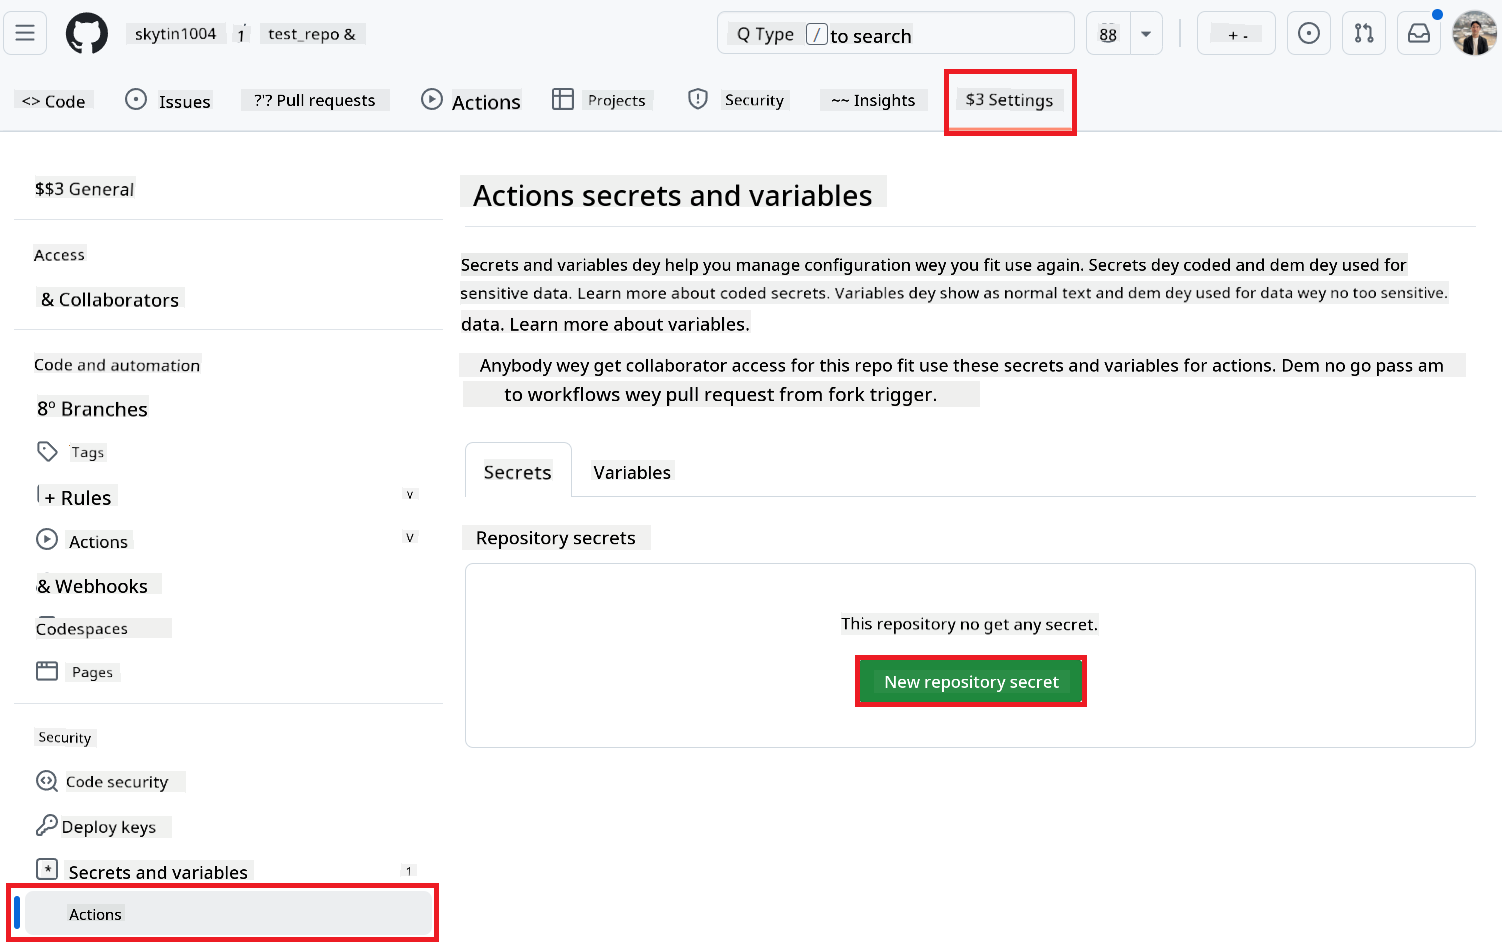 skytin1004 / test_repo &
Q Type / to search
88
+ -
<> Code
Issues
?'? Pull requests
Actions
Projects
Security
~~ Insights
$3 Settings
$$3 General
Access
& Collaborators
Code and automation
8º Branches
Tags
+ Rules v
Actions v
& Webhooks
Codespaces
Pages
Security
Code security
Deploy keys
Secrets and variables 1
Actions
Actions secrets and variables
Secrets and variables dey help you manage configuration wey you fit use again. Secrets dey coded and dem dey used for
sensitive data. Learn more about coded secrets. Variables dey show as normal text and dem dey used for data wey no too sensitive.
data. Learn more about variables.
Anybody wey get collaborator access for this repo fit use these secrets and variables for actions. Dem no go pass am
to workflows wey pull request from fork trigger.
Secrets
Variables
Repository secrets
This repository no get any secret.
New repository secret